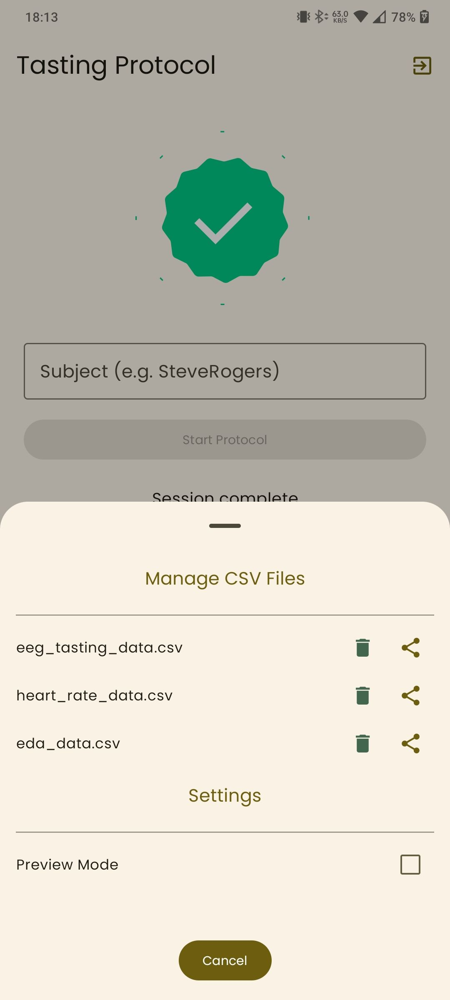 18:13
63.0
KB/S
78%
Tasting Protocol
Subject (e.g. SteveRogers)
Start Protocol
Session complete
Manage CSV Files
eeg_tasting_data.csv
heart_rate_data.csv
eda_data.csv
Settings
Preview Mode
Cancel